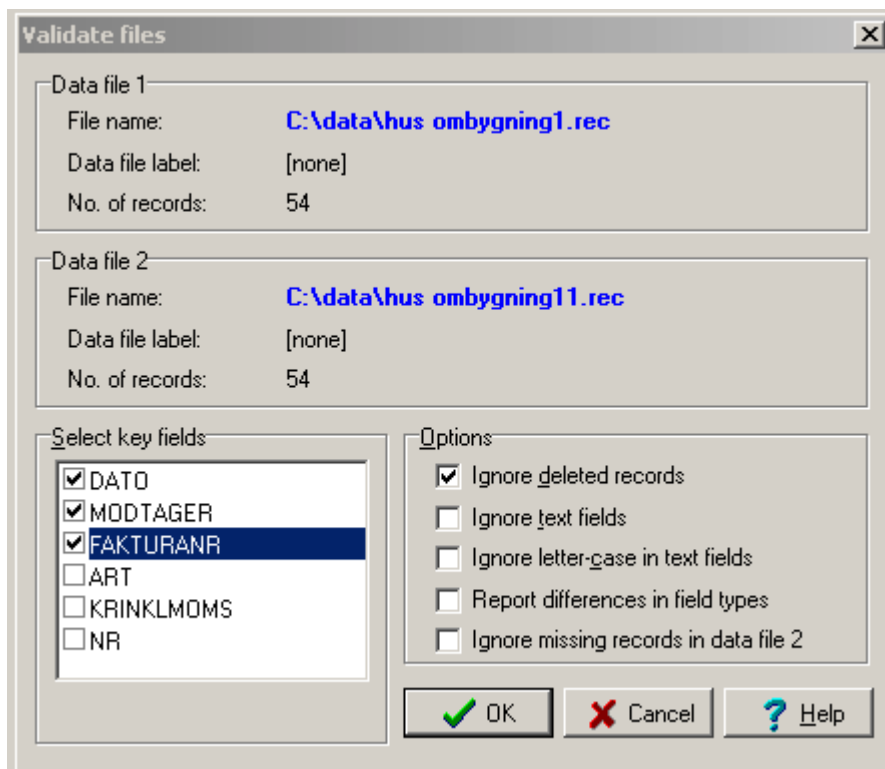 Validate files
Data file 1
File name: C:\data\hus ombygning1.rec
Data file label: [none]
No. of records: 54
Data file 2
File name: C:\data\hus ombygning11.rec
Data file label: [none]
No. of records: 54
Select key fields
DATO
MODTAGER
FAKTURANR
ART
KRINKLMOMS
NR
Options
Ignore deleted records
Ignore text fields
Ignore letter-case in text fields
Report differences in field types
Ignore missing records in data file 2
OK Cancel Help